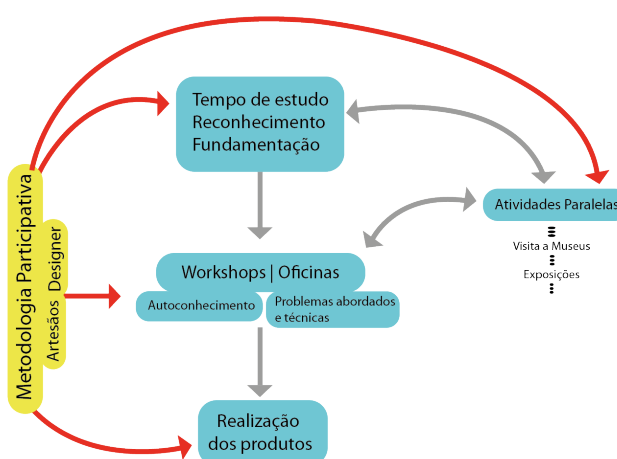 Metodologia Participativa
Artesãos Designer
Tempo de estudo
Reconhecimento
Fundamentação
Atividades Paralelas
Visita a Museus
Exposições
Workshops | Oficinas
Autoconhecimento
Problemas abordados
e técnicas
Realização
dos produtos